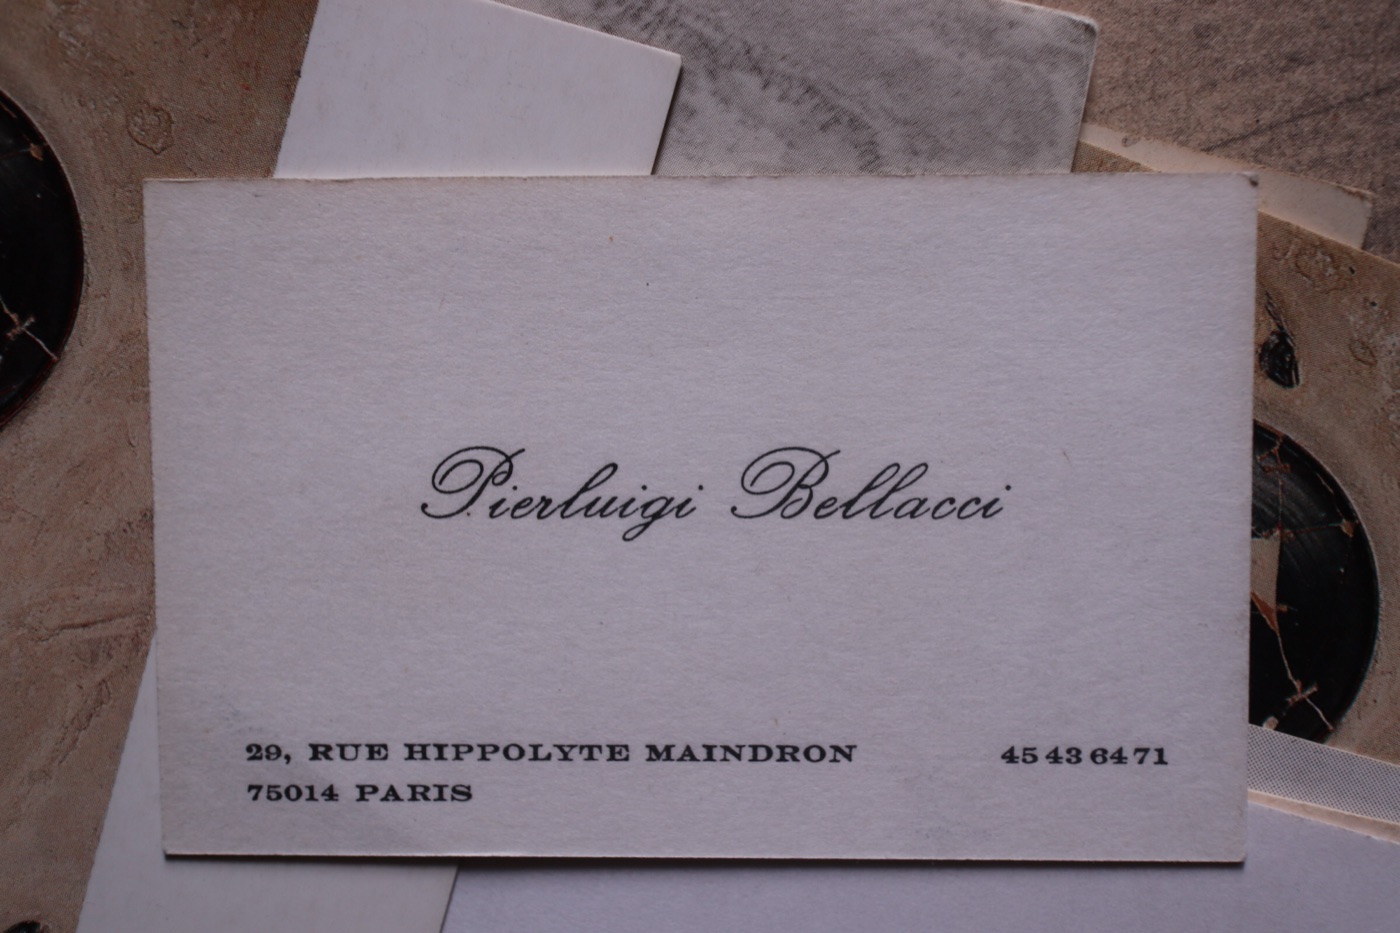 Pierluigi Bellacci
29, RUE HIPPOLYTE MAINDRON 45 43 64 71
75014 PARIS